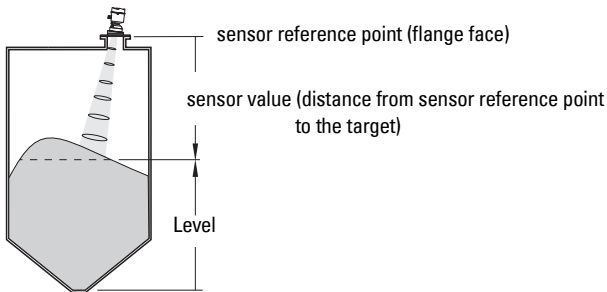 sensor reference point (flange face)
sensor value (distance from sensor reference point
to the target)
Level